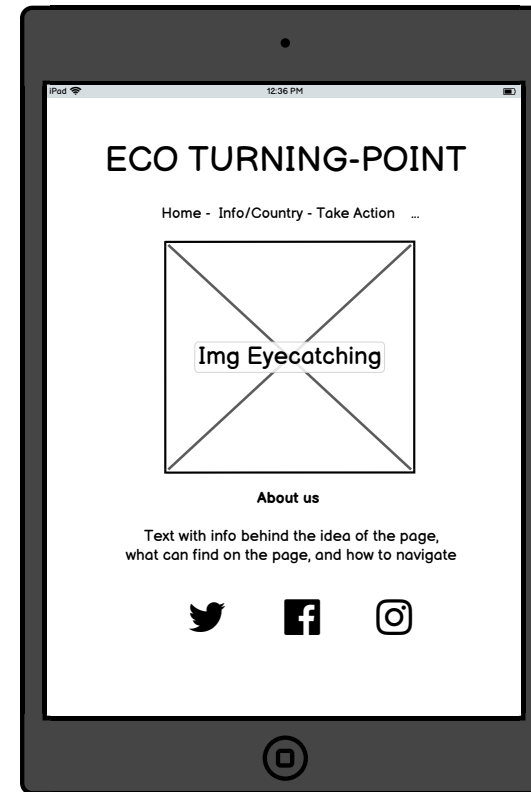 iPad
12:36 PM
ECO TURNING-POINT
Home - Info/Country - Take Action ...
Img Eyecatching
About us
Text with info behind the idea of the page,
what can find on the page, and how to navigate